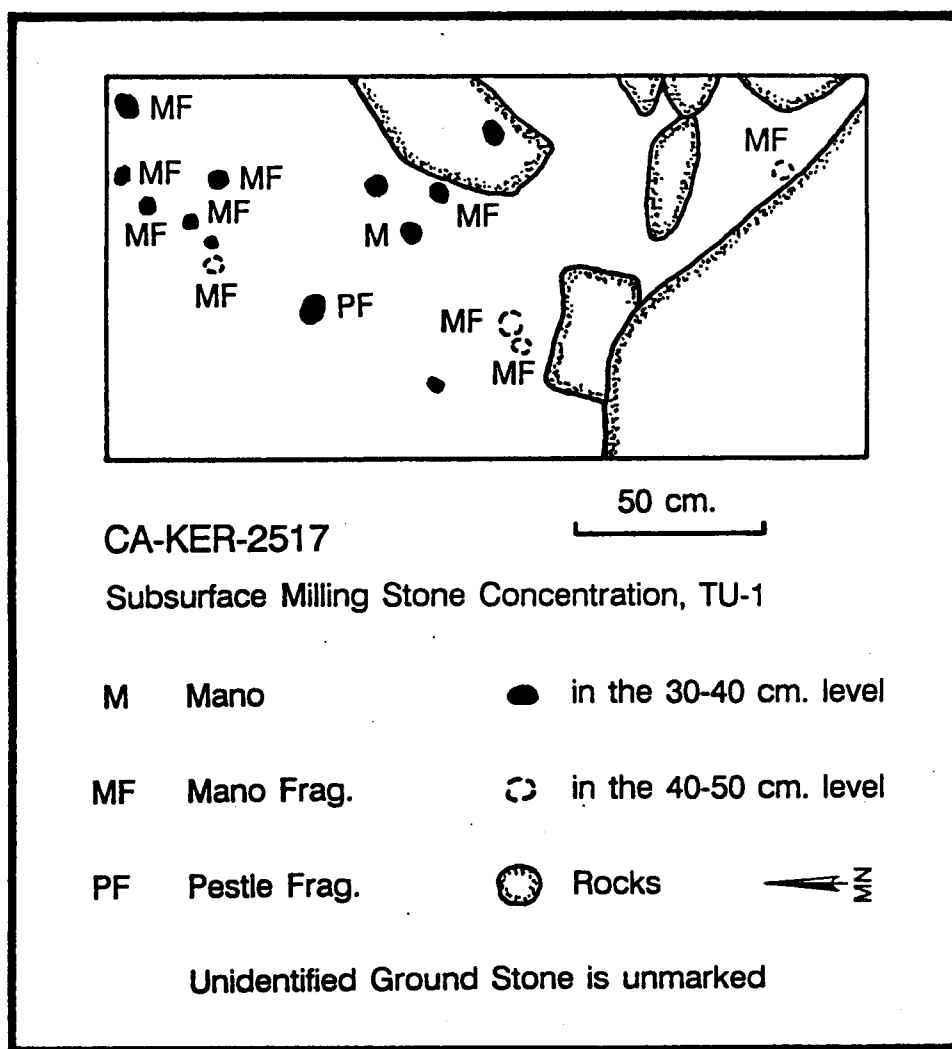 MF
MF
MF
MF
MF
MF
M
MF
MF
PF
MF
MF
50 cm.
CA-KER-2517
Subsurface Milling Stone Concentration, TU-1
M Mano in the 30-40 cm. level
MF Mano Frag. in the 40-50 cm. level
PF Pestle Frag. Rocks MN
Unidentified Ground Stone is unmarked